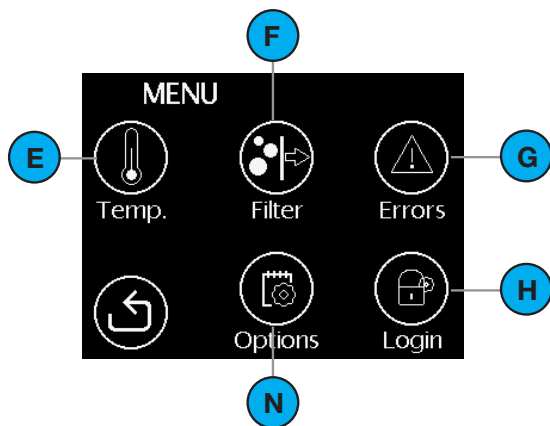 F
MENU
E
G
Temp.
Filter
Errors
H
Options
Login
N